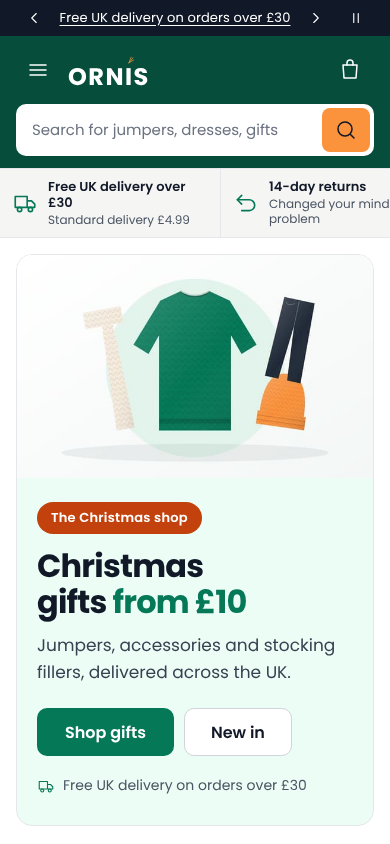 Free UK delivery on orders over £30
ORNIS
Search for jumpers, dresses, gifts
Free UK delivery over
£30
Standard delivery £4.99
14-day returns
Changed your mind
problem
The Christmas shop
Christmas
gifts from £10
Jumpers, accessories and stocking
fillers, delivered across the UK.
Shop gifts
New in
Free UK delivery on orders over £30